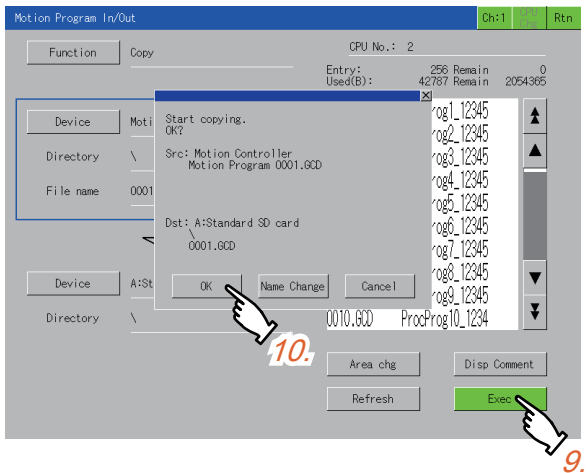 Motion Program In/Out Ch:1 CPU Chg Rtn
Function Copy
CPU No.: 2
Entry: 256 Remain 0
Used(B): 42787 Remain 2054365
Device Moti
Directory \
File name 0001
Device A:St
Directory \
Start copying.
OK?
Src: Motion Controller
Motion Program 0001.GCD
Dst: A:Standard SD card
\
0001.GCD
OK Name Change Cancel
rog1_12345
rog2_12345
rog3_12345
rog4_12345
rog5_12345
rog6_12345
rog7_12345
rog8_12345
rog9_12345
0010.GCD ProcProg10_1234
Area chg Disp Comment
Refresh Exec
10.
9.